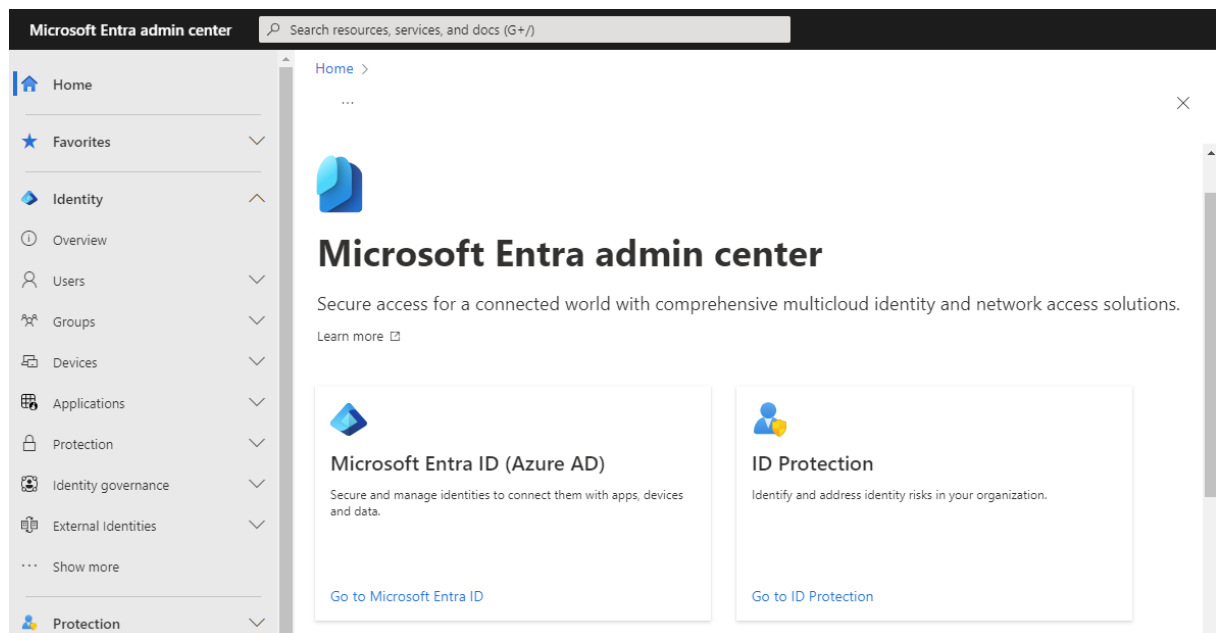 Microsoft Entra admin center
Search resources, services, and docs (G+/)
Home
Favorites
Identity
Overview
Users
Groups
Devices
Applications
Protection
Identity governance
External Identities
Show more
Protection
Home >
...
Microsoft Entra admin center
Secure access for a connected world with comprehensive multicloud identity and network access solutions.
Learn more
Microsoft Entra ID (Azure AD)
Secure and manage identities to connect them with apps, devices
and data.
Go to Microsoft Entra ID
ID Protection
Identify and address identity risks in your organization.
Go to ID Protection